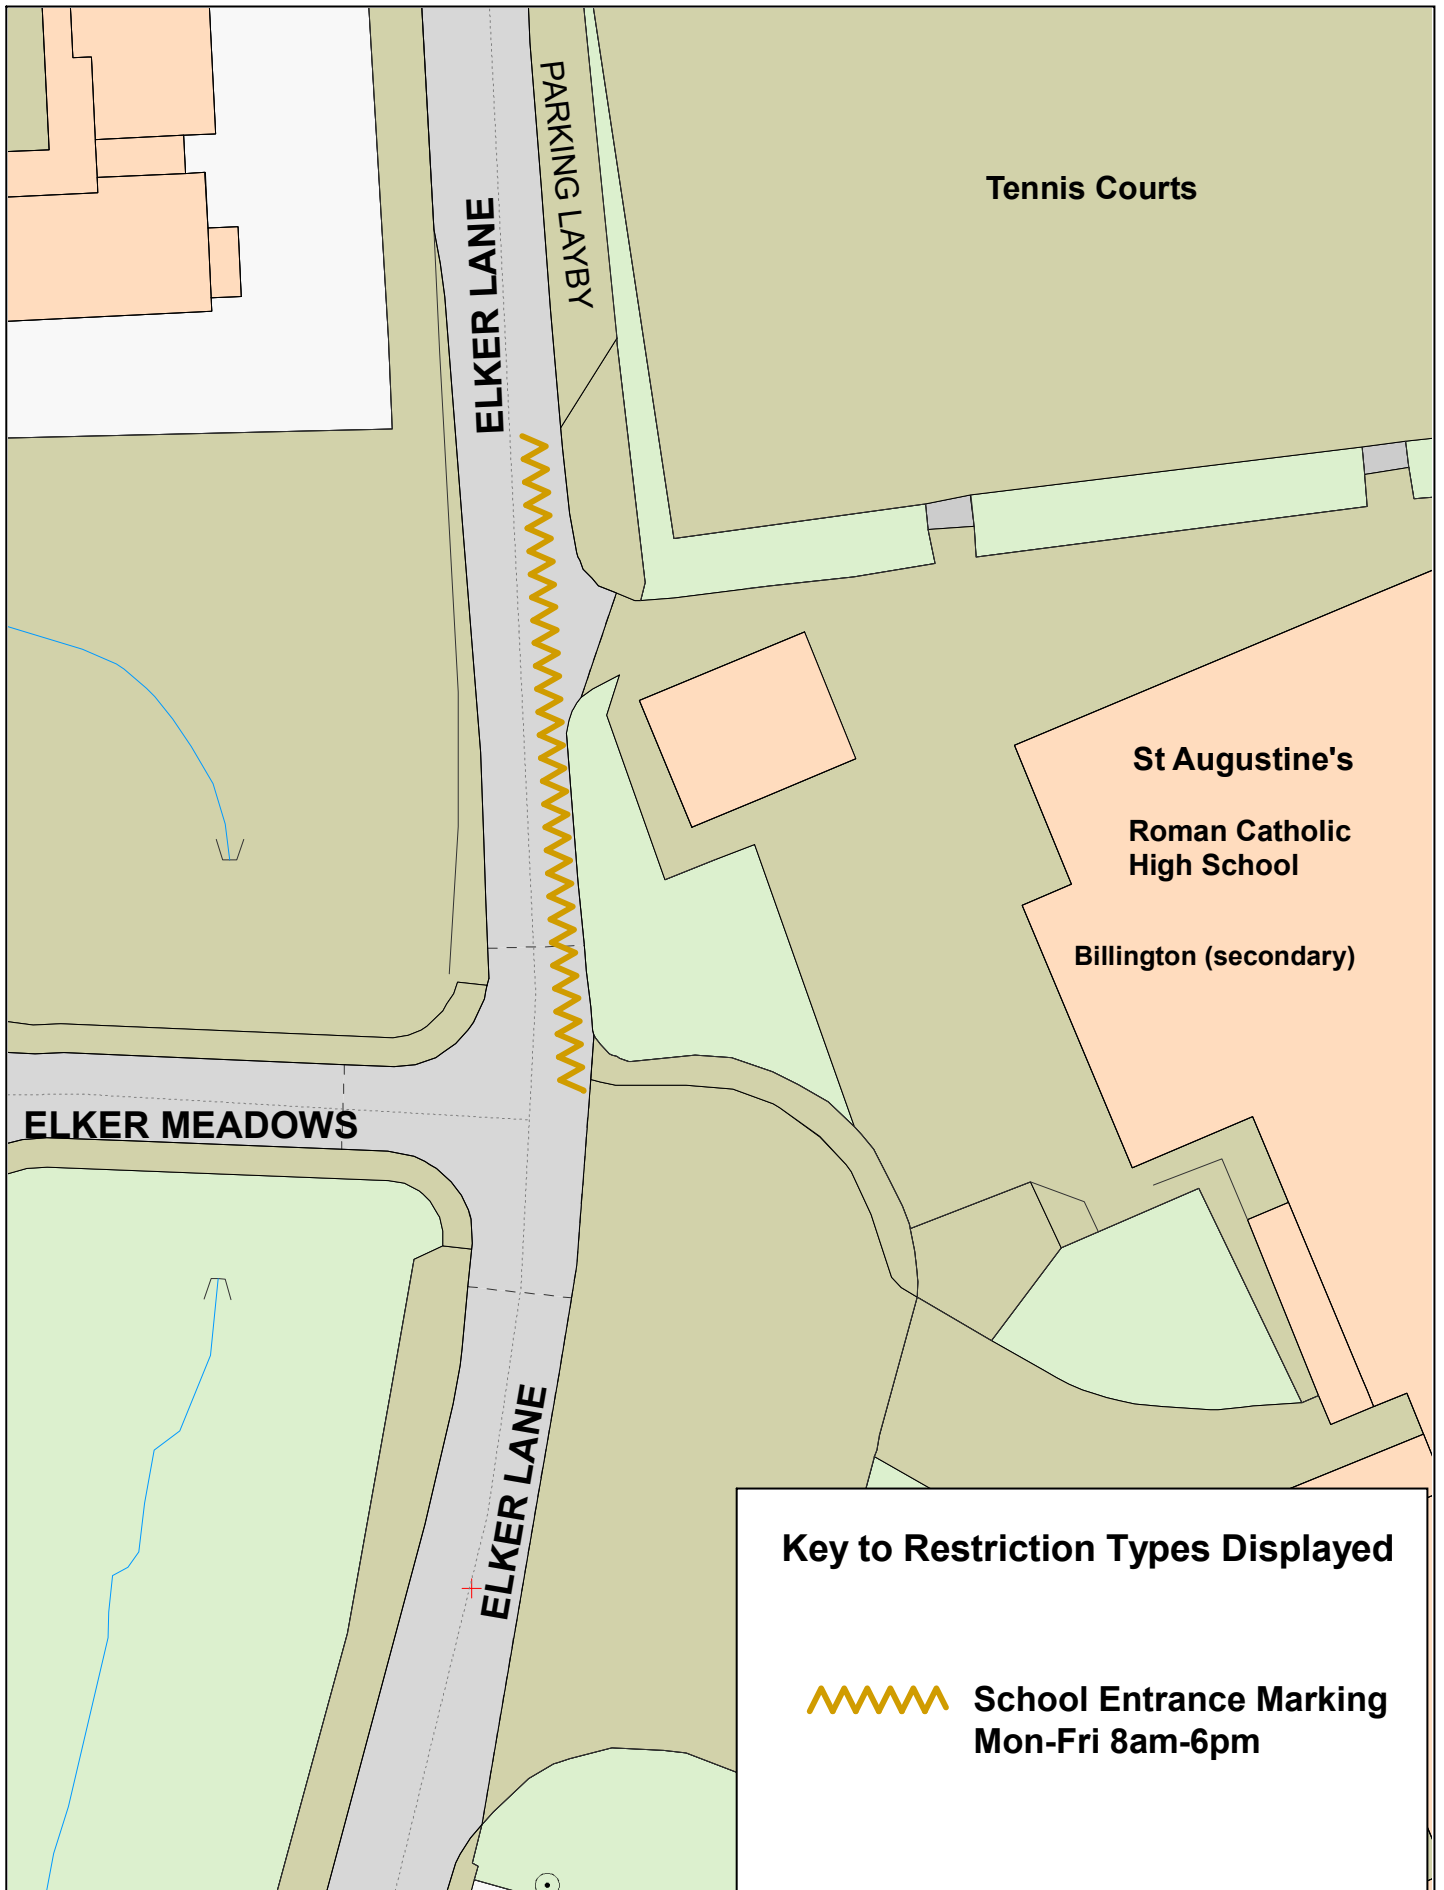 PARKING LAYBY
Tennis Courts
ELKER LANE
St Augustine's
Roman Catholic
High School
Billington (secondary)
ELKER MEADOWS
ELKER LANE
Key to Restriction Types Displayed
School Entrance Marking
Mon-Fri 8am-6pm